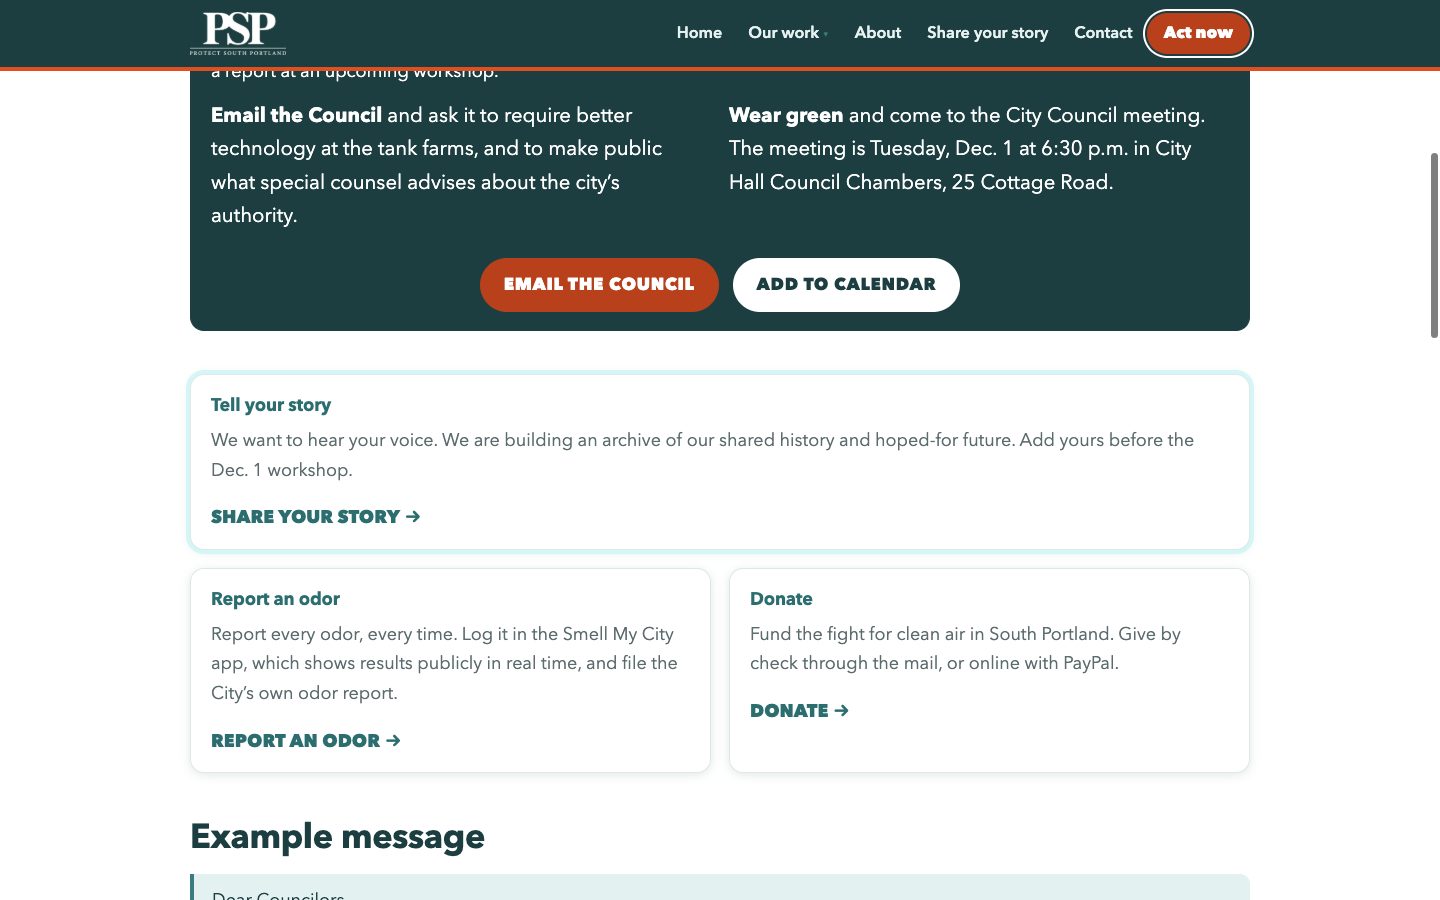 PSP
PROTECT SOUTH PORTLAND
Home
Our work
About
Share your story
Contact
Act now
a report at an upcoming workshop.
Email the Council and ask it to require better
technology at the tank farms, and to make public
what special counsel advises about the city’s
authority.
Wear green and come to the City Council meeting.
The meeting is Tuesday, Dec. 1 at 6:30 p.m. in City
Hall Council Chambers, 25 Cottage Road.
EMAIL THE COUNCIL
ADD TO CALENDAR
Tell your story
We want to hear your voice. We are building an archive of our shared history and hoped-for future. Add yours before the
Dec. 1 workshop.
SHARE YOUR STORY →
Report an odor
Report every odor, every time. Log it in the Smell My City
app, which shows results publicly in real time, and file the
City’s own odor report.
REPORT AN ODOR →
Donate
Fund the fight for clean air in South Portland. Give by
check through the mail, or online with PayPal.
DONATE →
Example message
Dear Councilors